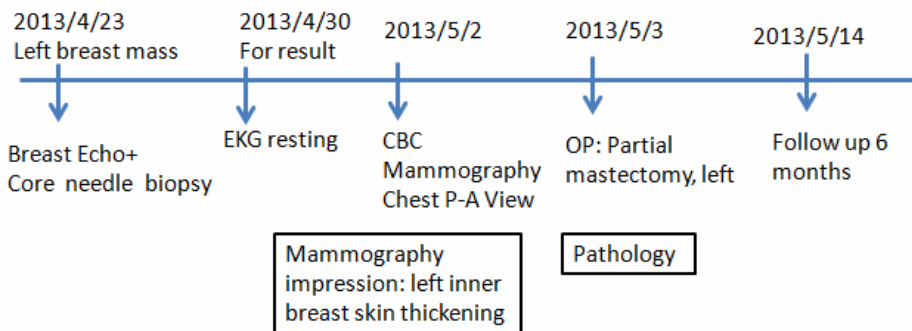 2013/4/23
Left breast mass
2013/4/30
For result
2013/5/2
2013/5/3
2013/5/14
Breast Echo+
Core needle biopsy
EKG resting
CBC
Mammography
Chest P-A View
OP: Partial
mastectomy, left
Follow up 6
months
Mammography
impression: left inner
breast skin thickening
Pathology